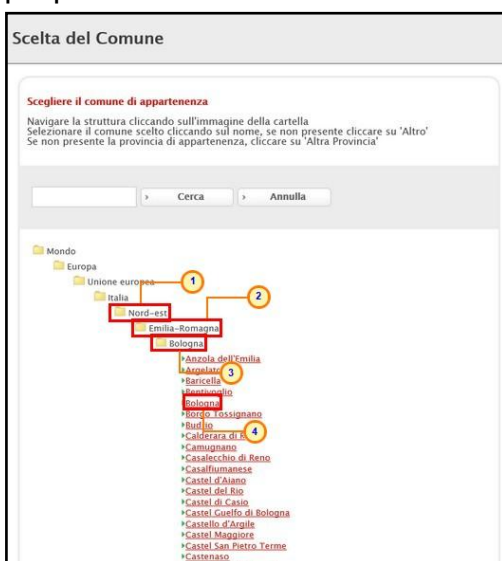 Scelta del Comune
Scegliere il comune di appartenenza
Navigare la struttura cliccando sull'immagine della cartella
Selezionare il comune scelto cliccando sul nome, se non presente cliccare su 'Altro'
Se non presente la provincia di appartenenza, cliccare su 'Altra Provincia'
Cerca Annulla
Mondo
Europa
Unione europea 1
Italia
2
Nord-est
Emilia-Romagna
Bologna
Anzola dell'Emilia
Argelato
3
Baricella
Bentivoglio
Bologna
Borgo Tossignano
Budrio
Calderara di R
4
Camugnano
Casalecchio di Reno
Casalfiumanese
Castel d'Aiano
Castel del Rio
Castel di Casio
Castel Guelfo di Bologna
Castello d'Argile
Castel Maggiore
Castel San Pietro Terme
Castenaso